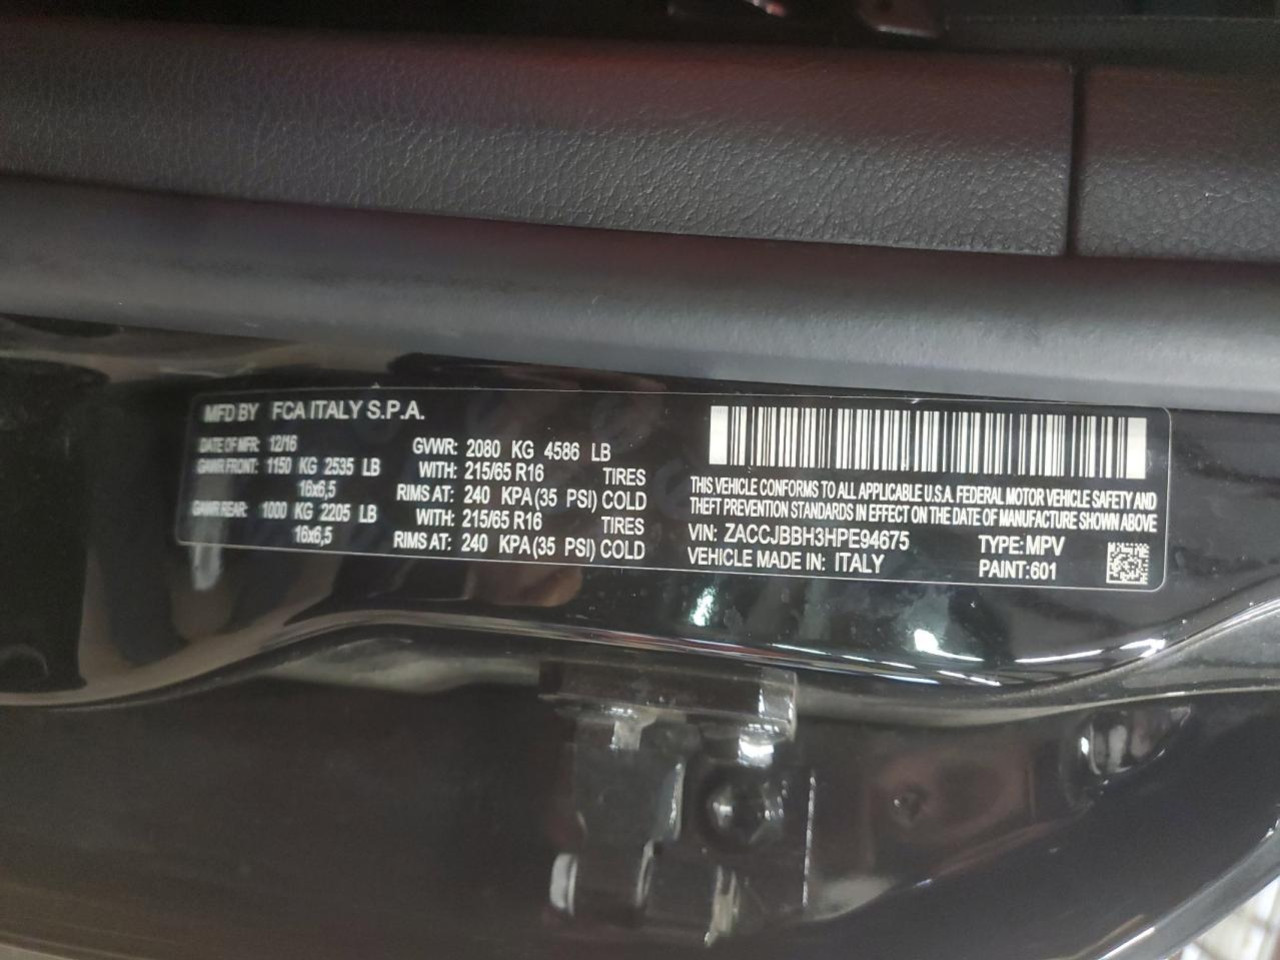 MFD BY FCA ITALY S.P.A.
DATE OF MFR: 12/16 GVWR: 2080 KG 4586 LB
GAWR FRONT: 1150 KG 2535 LB WITH: 215/65 R16 TIRES
16x6,5 RIMS AT: 240 KPA(35 PSI) COLD
GAWR REAR: 1000 KG 2205 LB WITH: 215/65 R16 TIRES
16x6,5 RIMS AT: 240 KPA(35 PSI) COLD
THIS VEHICLE CONFORMS TO ALL APPLICABLE U.S.A. FEDERAL MOTOR VEHICLE SAFETY AND
THEFT PREVENTION STANDARDS IN EFFECT ON THE DATE OF MANUFACTURE SHOWN ABOVE
VIN: ZACCJBBH3HPE94675 TYPE:MPV
VEHICLE MADE IN: ITALY PAINT:601